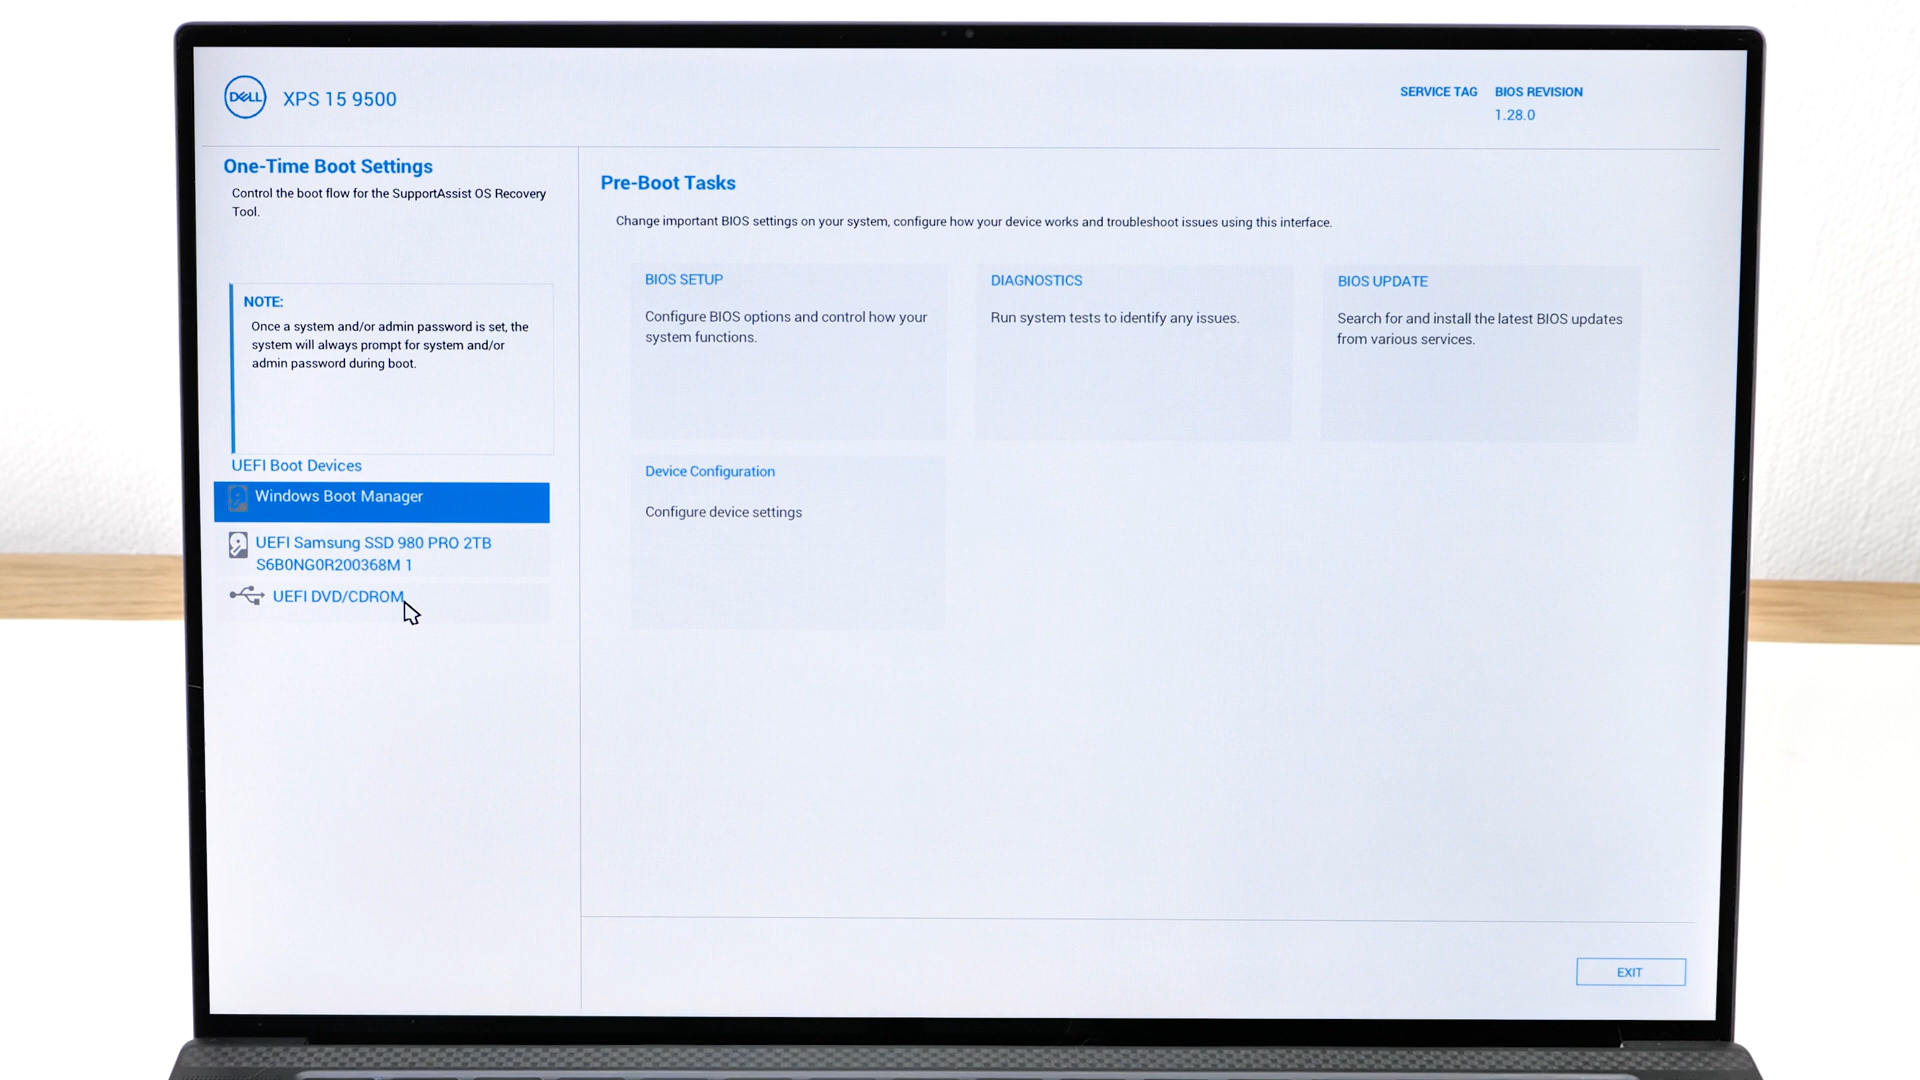 DELL
XPS 15 9500
SERVICE TAG
BIOS REVISION
1.28.0
One-Time Boot Settings
Control the boot flow for the SupportAssist OS Recovery
Tool.
NOTE:
Once a system and/or admin password is set, the
system will always prompt for system and/or
admin password during boot.
UEFI Boot Devices
Windows Boot Manager
UEFI Samsung SSD 980 PRO 2TB
S6B0NG0R200368M 1
UEFI DVD/CDROM
Pre-Boot Tasks
Change important BIOS settings on your system, configure how your device works and troubleshoot issues using this interface.
BIOS SETUP
Configure BIOS options and control how your
system functions.
DIAGNOSTICS
Run system tests to identify any issues.
BIOS UPDATE
Search for and install the latest BIOS updates
from various services.
Device Configuration
Configure device settings
EXIT